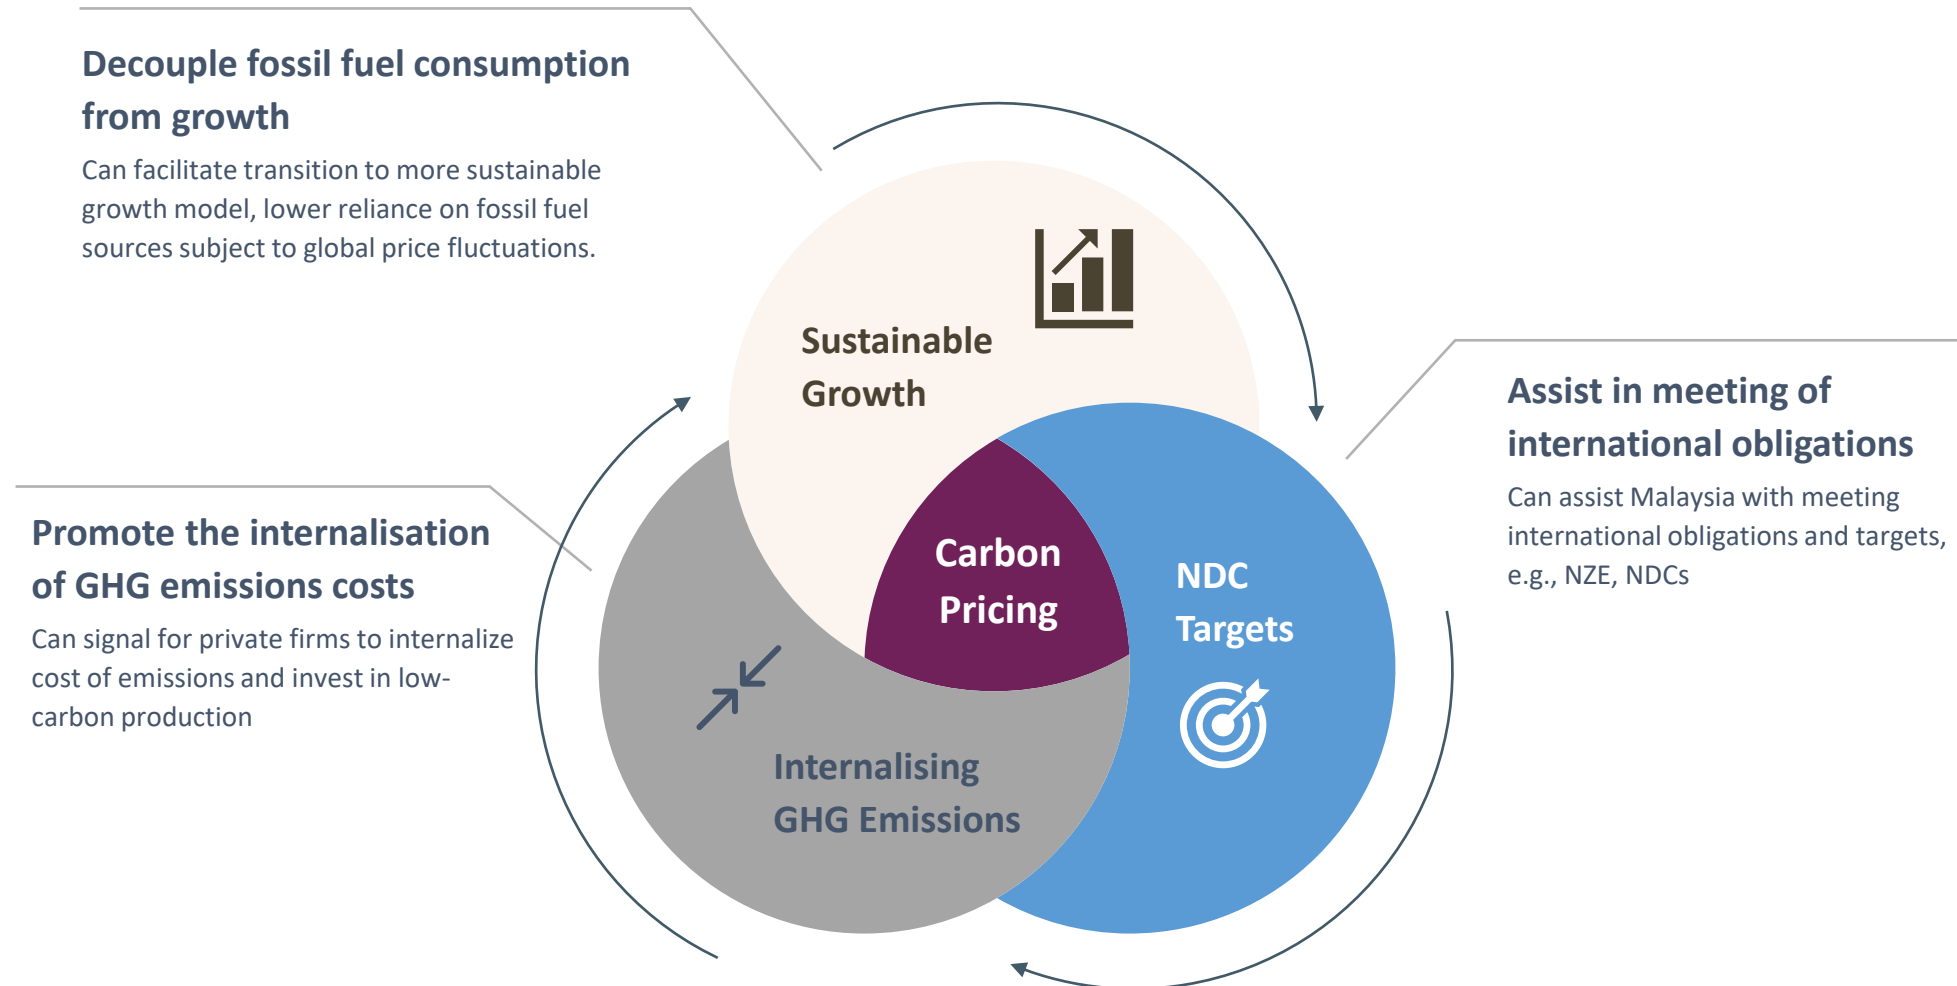 Decouple fossil fuel consumption
from growth
Can facilitate transition to more sustainable
growth model, lower reliance on fossil fuel
sources subject to global price fluctuations.
Sustainable
Growth
Assist in meeting of
international obligations
Can assist Malaysia with meeting
international obligations and targets,
e.g., NZE, NDCs
Promote the internalisation
of GHG emissions costs
Can signal for private firms to internalize
cost of emissions and invest in low-
carbon production
Carbon
Pricing
NDC
Targets
Internalising
GHG Emissions